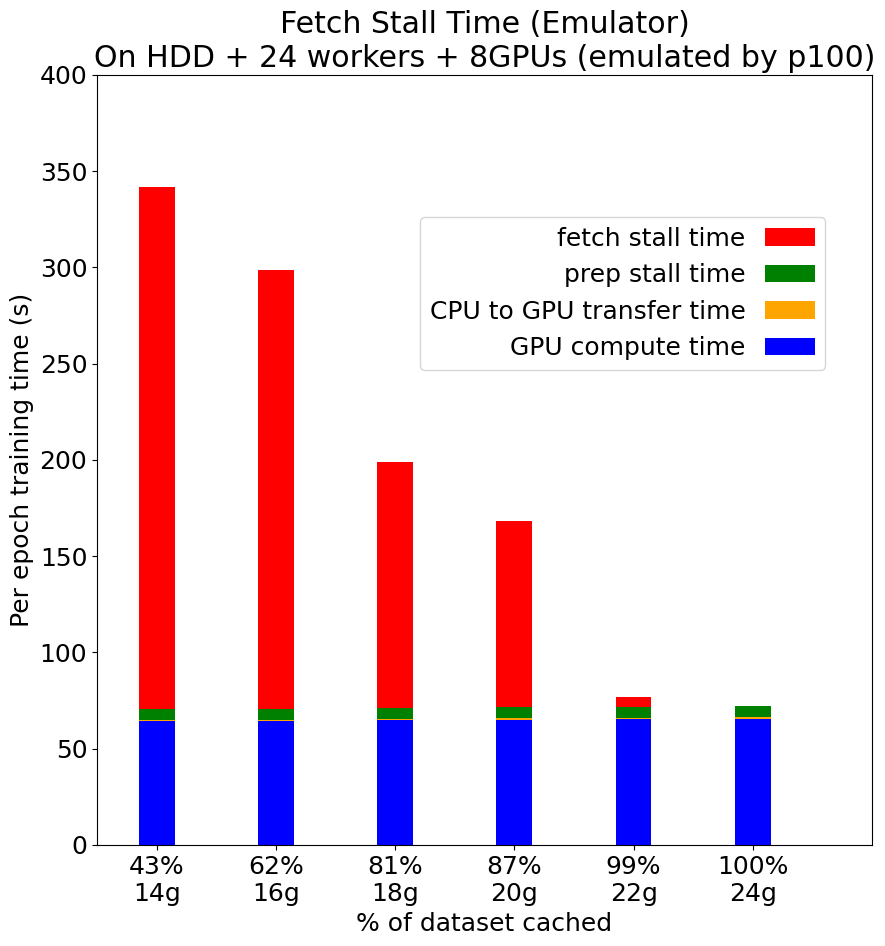 Fetch Stall Time (Emulator)
On HDD + 24 workers + 8GPUs (emulated by p100)
400
350
300
250
200
150
100
50
0
Per epoch training time (s)
fetch stall time
prep stall time
CPU to GPU transfer time
GPU compute time
43% 62% 81% 87% 99% 100%
14g 16g 18g 20g 22g 24g
% of dataset cached